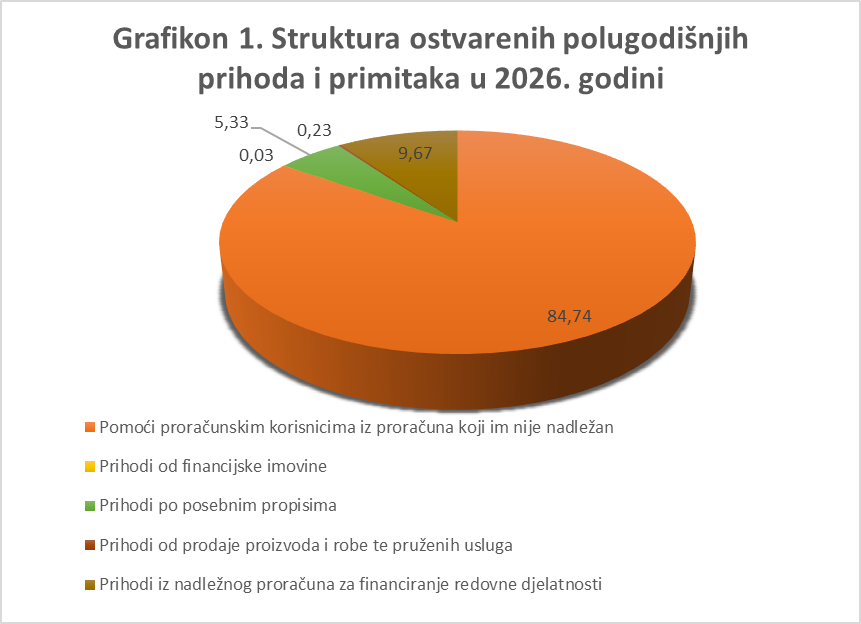 Grafikon 1. Struktura ostvarenih polugodišnjih
prihoda i primitaka u 2026. godini
5,33
0,23
0,03
9,67
84,74
Pomoći proračunskim korisnicima iz proračuna koji im nije nadležan
Prihodi od financijske imovine
Prihodi po posebnim propisima
Prihodi od prodaje proizvoda i robe te pruženih usluga
Prihodi iz nadležnog proračuna za financiranje redovne djelatnosti